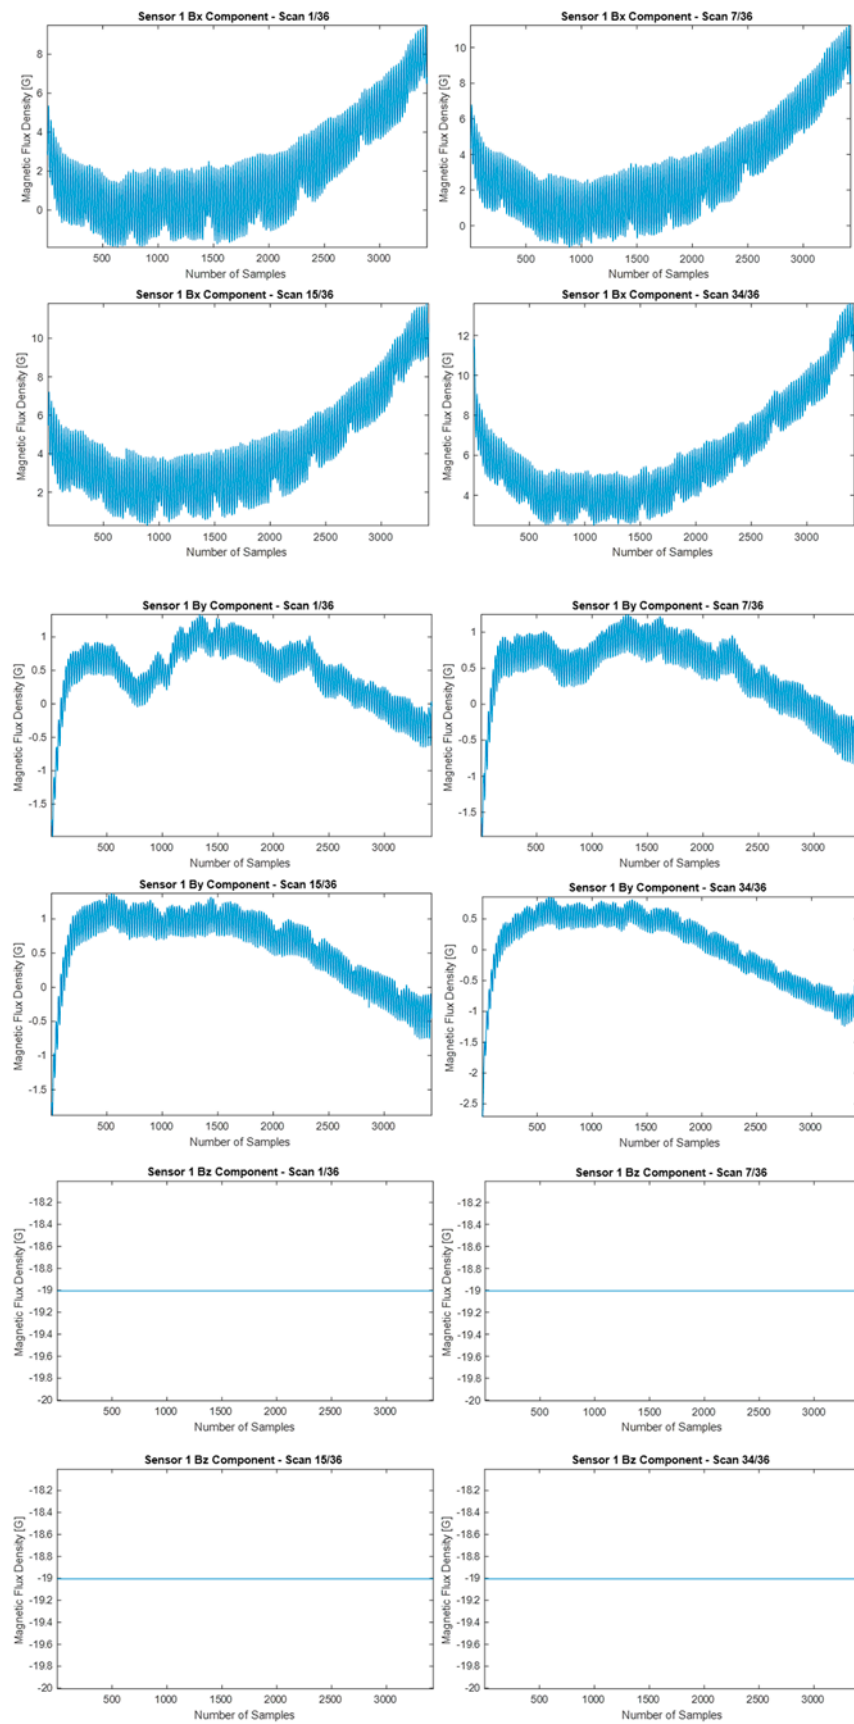 Sensor 1 Bx Component - Scan 1/36
Magnetic Flux Density [G]
8
6
4
2
0
500 1000 1500 2000 2500 3000
Number of Samples
Sensor 1 Bx Component - Scan 7/36
Magnetic Flux Density [G]
10
8
6
4
2
0
500 1000 1500 2000 2500 3000
Number of Samples
Sensor 1 Bx Component - Scan 15/36
Magnetic Flux Density [G]
10
8
6
4
2
500 1000 1500 2000 2500 3000
Number of Samples
Sensor 1 Bx Component - Scan 34/36
Magnetic Flux Density [G]
12
10
8
6
4
500 1000 1500 2000 2500 3000
Number of Samples
Sensor 1 By Component - Scan 1/36
Magnetic Flux Density [G]
1
0.5
0
-0.5
-1
-1.5
500 1000 1500 2000 2500 3000
Number of Samples
Sensor 1 By Component - Scan 7/36
Magnetic Flux Density [G]
1
0.5
0
-0.5
-1
-1.5
500 1000 1500 2000 2500 3000
Number of Samples
Sensor 1 By Component - Scan 15/36
Magnetic Flux Density [G]
1
0.5
0
-0.5
-1
-1.5
500 1000 1500 2000 2500 3000
Number of Samples
Sensor 1 By Component - Scan 34/36
Magnetic Flux Density [G]
0.5
0
-0.5
-1
-1.5
-2
-2.5
500 1000 1500 2000 2500 3000
Number of Samples
Sensor 1 Bz Component - Scan 1/36
Magnetic Flux Density [G]
-18.2
-18.4
-18.6
-18.8
-19
-19.2
-19.4
-19.6
-19.8
-20
500 1000 1500 2000 2500 3000
Number of Samples
Sensor 1 Bz Component - Scan 7/36
Magnetic Flux Density [G]
-18.2
-18.4
-18.6
-18.8
-19
-19.2
-19.4
-19.6
-19.8
-20
500 1000 1500 2000 2500 3000
Number of Samples
Sensor 1 Bz Component - Scan 15/36
Magnetic Flux Density [G]
-18.2
-18.4
-18.6
-18.8
-19
-19.2
-19.4
-19.6
-19.8
-20
500 1000 1500 2000 2500 3000
Number of Samples
Sensor 1 Bz Component - Scan 34/36
Magnetic Flux Density [G]
-18.2
-18.4
-18.6
-18.8
-19
-19.2
-19.4
-19.6
-19.8
-20
500 1000 1500 2000 2500 3000
Number of Samples